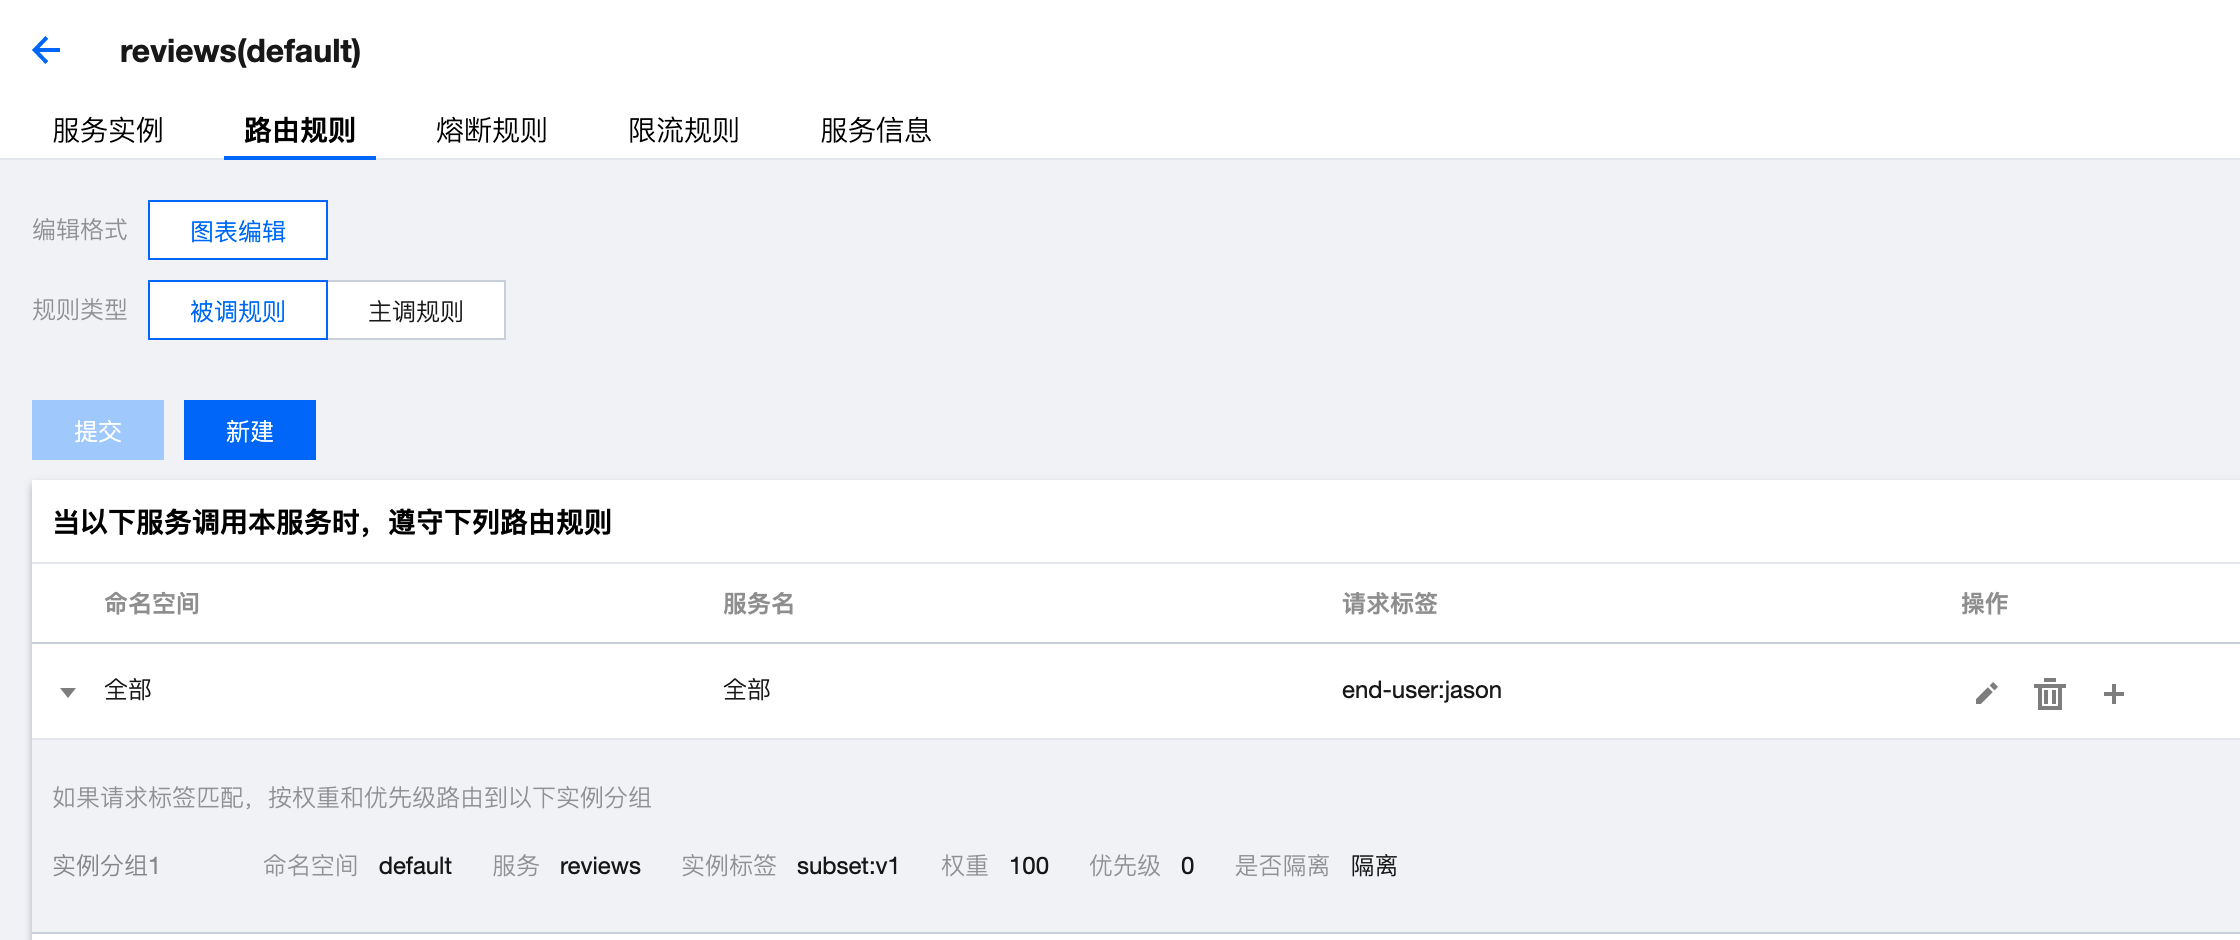 reviews(default)
服务实例 路由规则 熔断规则 限流规则 服务信息
编辑格式 图表编辑
规则类型 被调规则 主调规则
提交 新建
当以下服务调用本服务时，遵守下列路由规则
命名空间 服务名 请求标签 操作
全部 全部 end-user:jason
如果请求标签匹配，按权重和优先级路由到以下实例分组
实例分组1 命名空间 default 服务 reviews 实例标签 subset:v1 权重 100 优先级 0 是否隔离 隔离